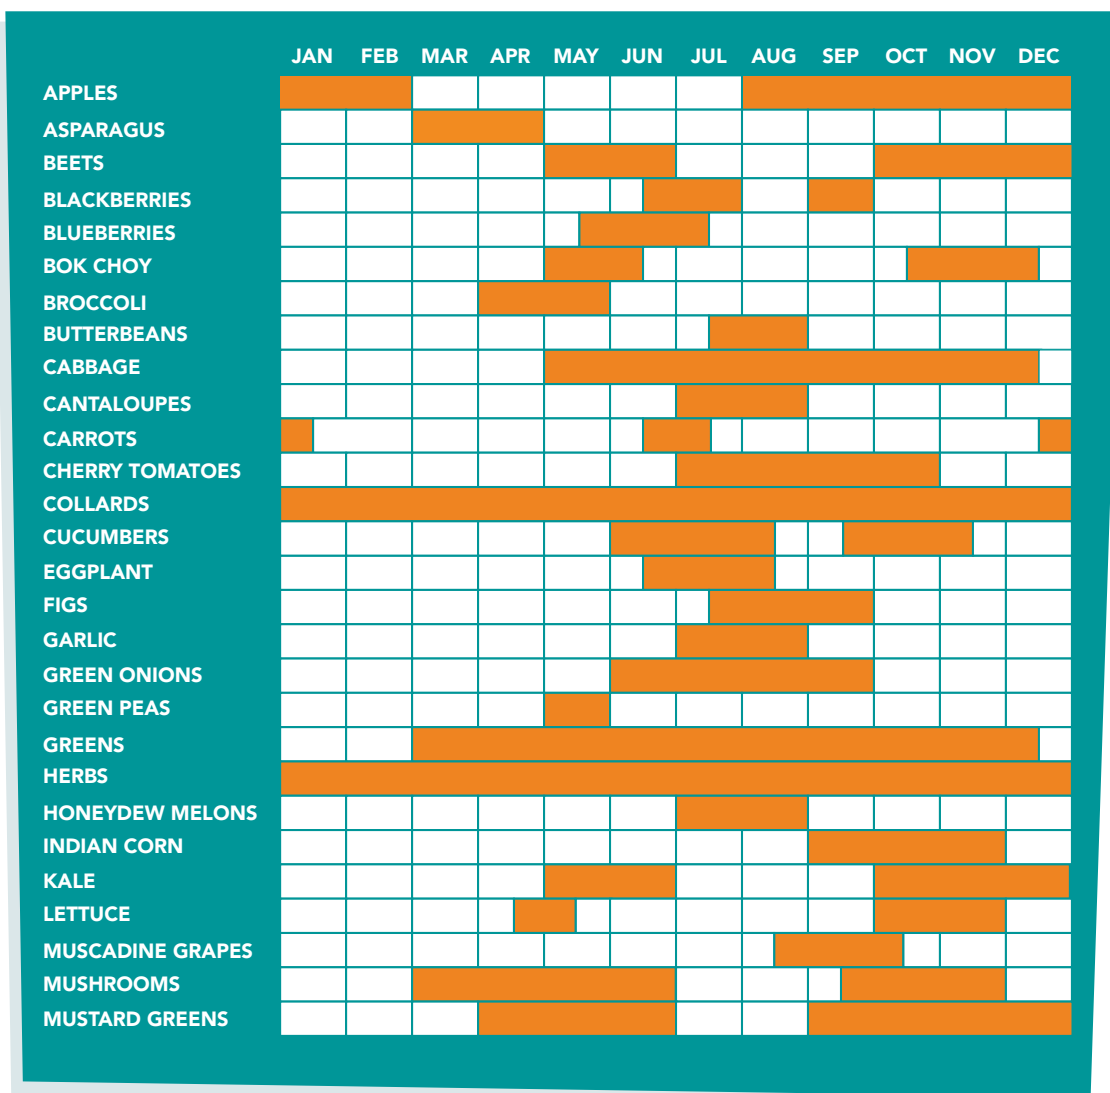 JAN FEB MAR APR MAY JUN JUL AUG SEP OCT NOV DEC
APPLES
ASPARAGUS
BEETS
BLACKBERRIES
BLUEBERRIES
BOK CHOY
BROCCOLI
BUTTERBEANS
CABBAGE
CANTALOUPES
CARROTS
CHERRY TOMATOES
COLLARDS
CUCUMBERS
EGGPLANT
FIGS
GARLIC
GREEN ONIONS
GREEN PEAS
GREENS
HERBS
HONEYDEW MELONS
INDIAN CORN
KALE
LETTUCE
MUSCADINE GRAPES
MUSHROOMS
MUSTARD GREENS